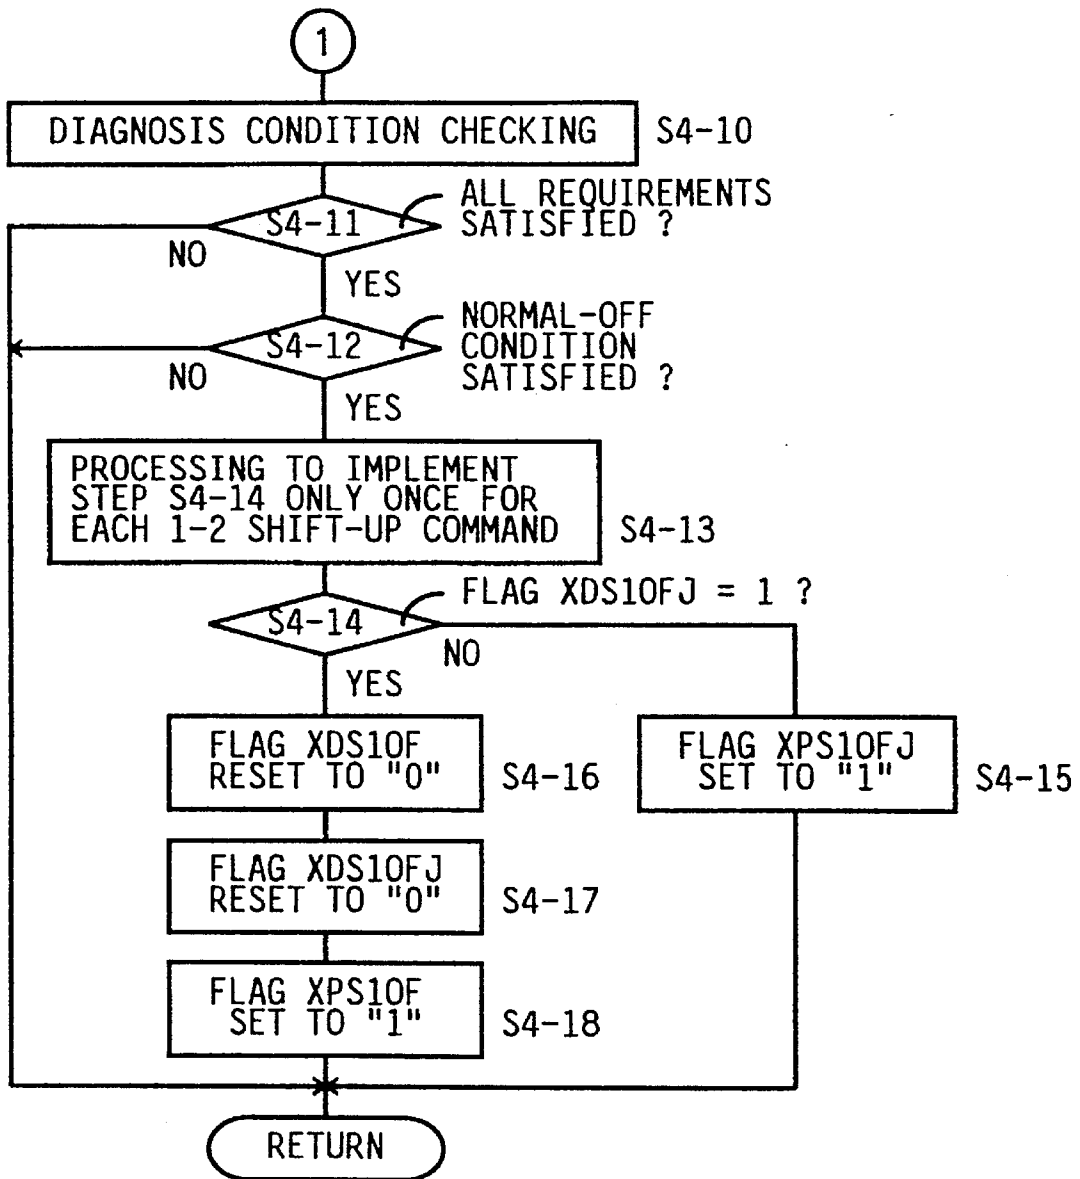 1
DIAGNOSIS CONDITION CHECKING
S4-10
S4-11
ALL REQUIREMENTS
SATISFIED ?
NO
YES
S4-12
NORMAL-OFF
CONDITION
SATISFIED ?
NO
YES
PROCESSING TO IMPLEMENT
STEP S4-14 ONLY ONCE FOR
EACH 1-2 SHIFT-UP COMMAND
S4-13
S4-14
FLAG XDS1OFJ = 1 ?
NO
YES
FLAG XDS1OF
RESET TO "0"
S4-16
FLAG XPS1OFJ
SET TO "1"
S4-15
FLAG XDS1OFJ
RESET TO "0"
S4-17
FLAG XPS1OF
SET TO "1"
S4-18
RETURN